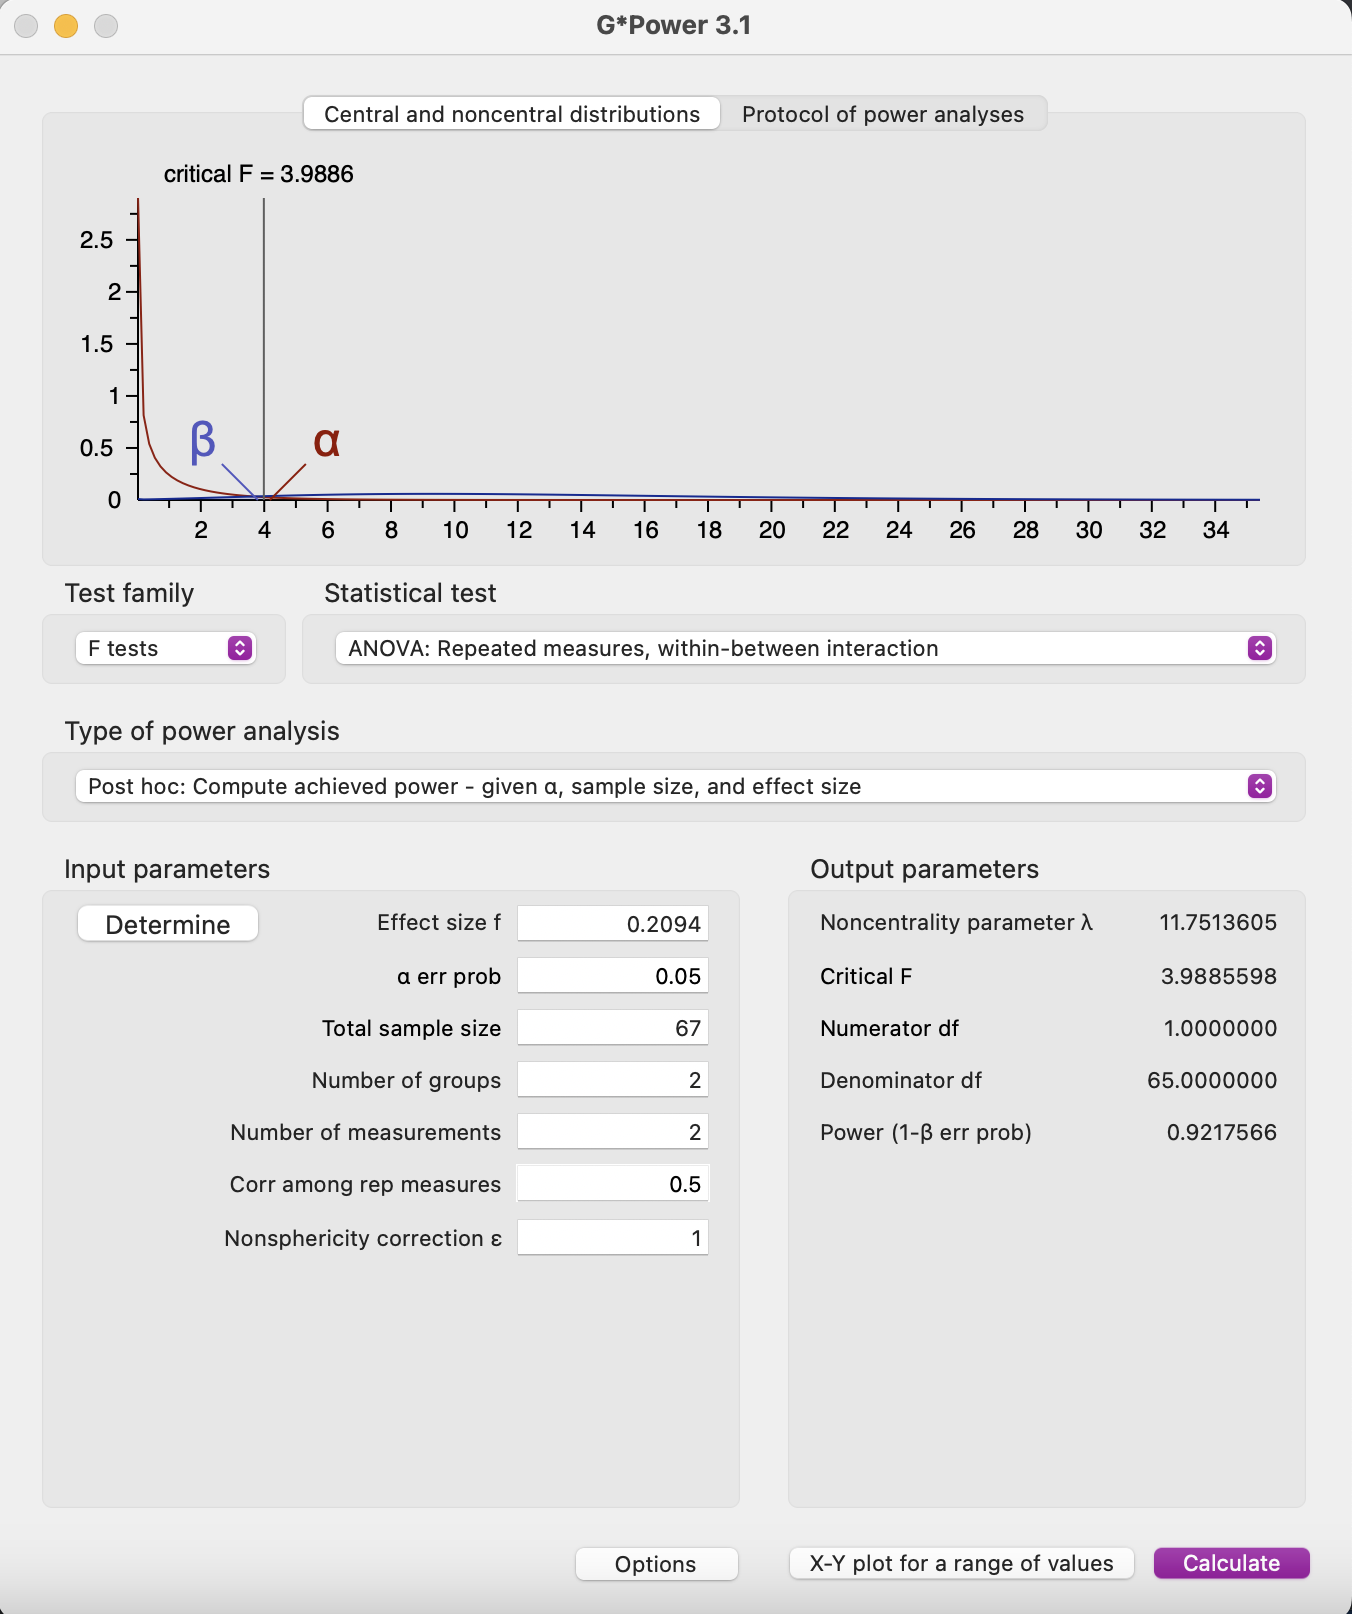 G*Power 3.1
Central and noncentral distributions Protocol of power analyses
critical F = 3.9886
2.5
2
1.5
1
0.5
0
β α
2 4 6 8 10 12 14 16 18 20 22 24 26 28 30 32 34
Test family Statistical test
F tests ANOVA: Repeated measures, within-between interaction
Type of power analysis
Post hoc: Compute achieved power - given α, sample size, and effect size
Input parameters Output parameters
Determine Effect size f 0.2094 Noncentrality parameter λ 11.7513605
α err prob 0.05 Critical F 3.9885598
Total sample size 67 Numerator df 1.0000000
Number of groups 2 Denominator df 65.0000000
Number of measurements 2 Power (1-β err prob) 0.9217566
Corr among rep measures 0.5
Nonsphericity correction ε 1
Options X-Y plot for a range of values Calculate